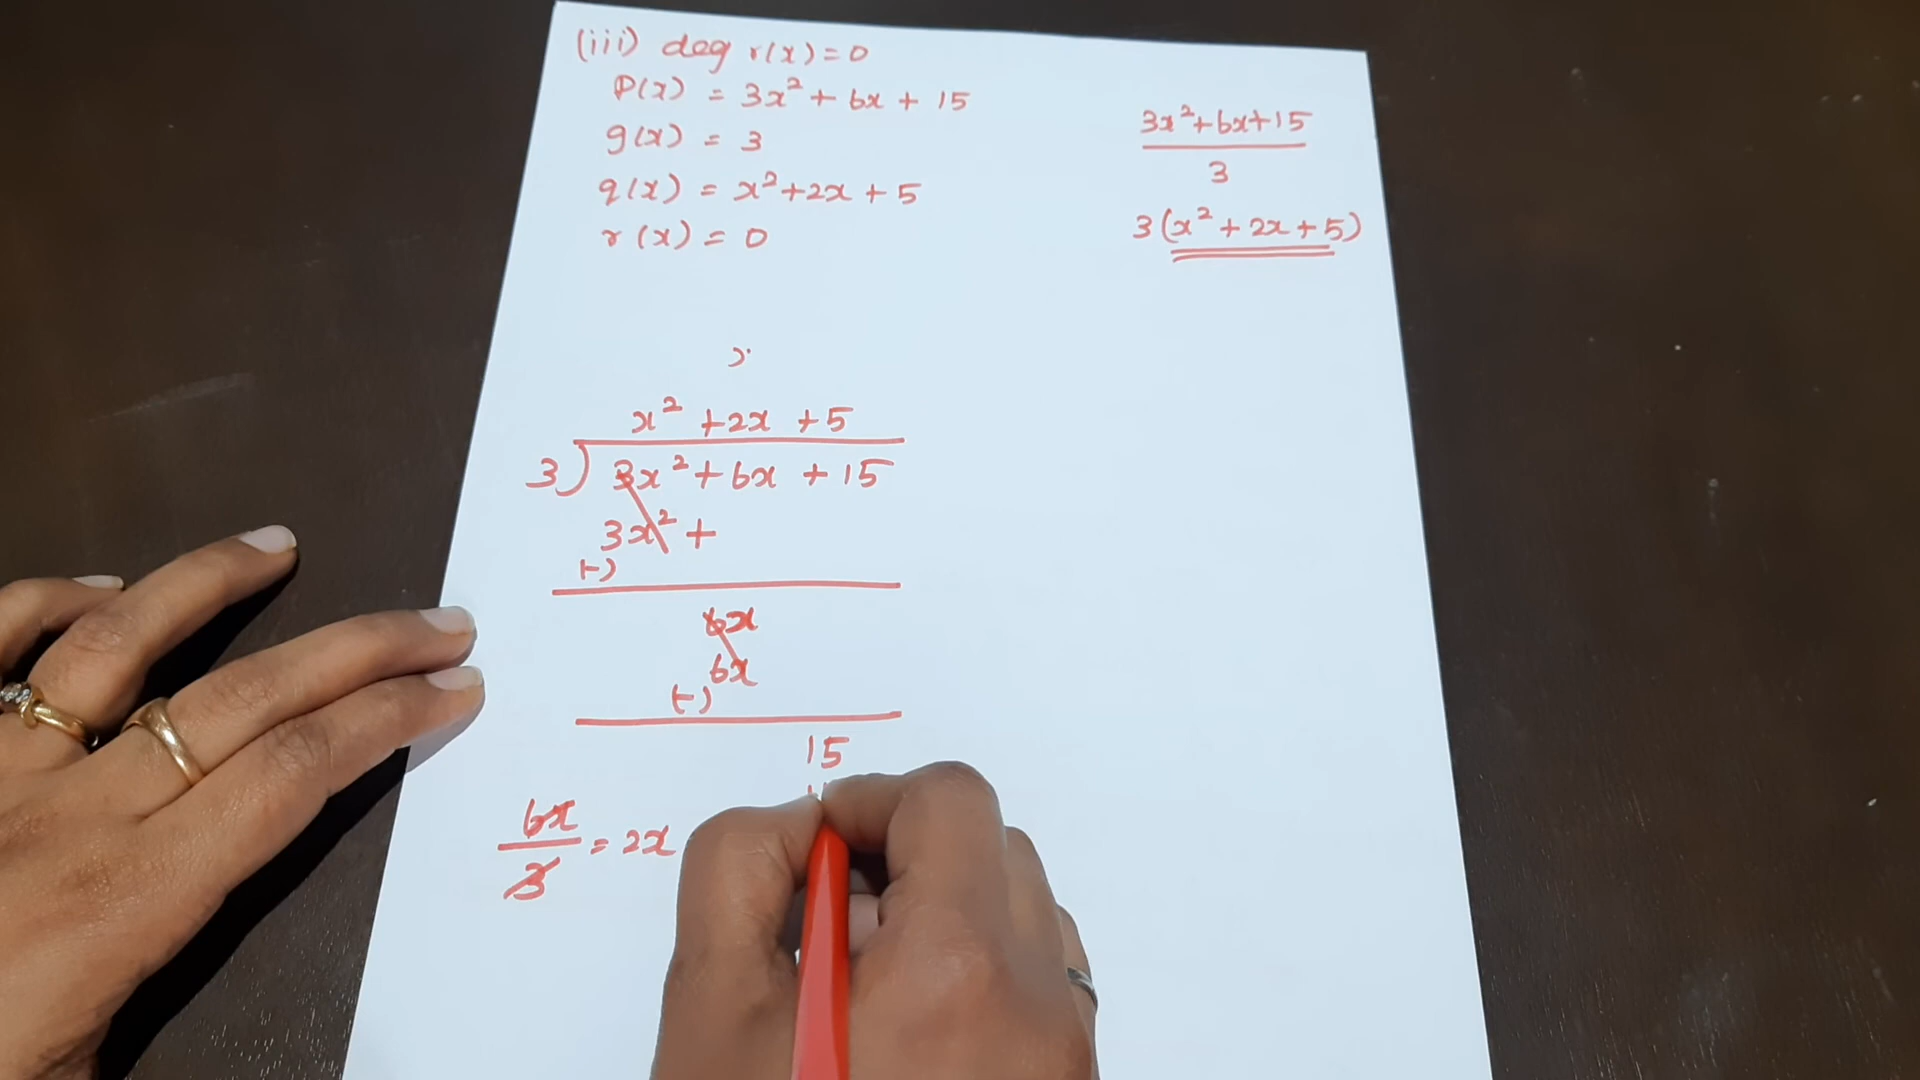 (iii) deg r(x) = 0
P(x) = 3x² + 6x + 15
g(x) = 3
q(x) = x² + 2x + 5
r(x) = 0
3x² + 6x + 15
3
3(x² + 2x + 5)
x² + 2x + 5
3) 3x² + 6x + 15
3x² +
(-)
6x
6x
(-)
15
6x
3
= 2x